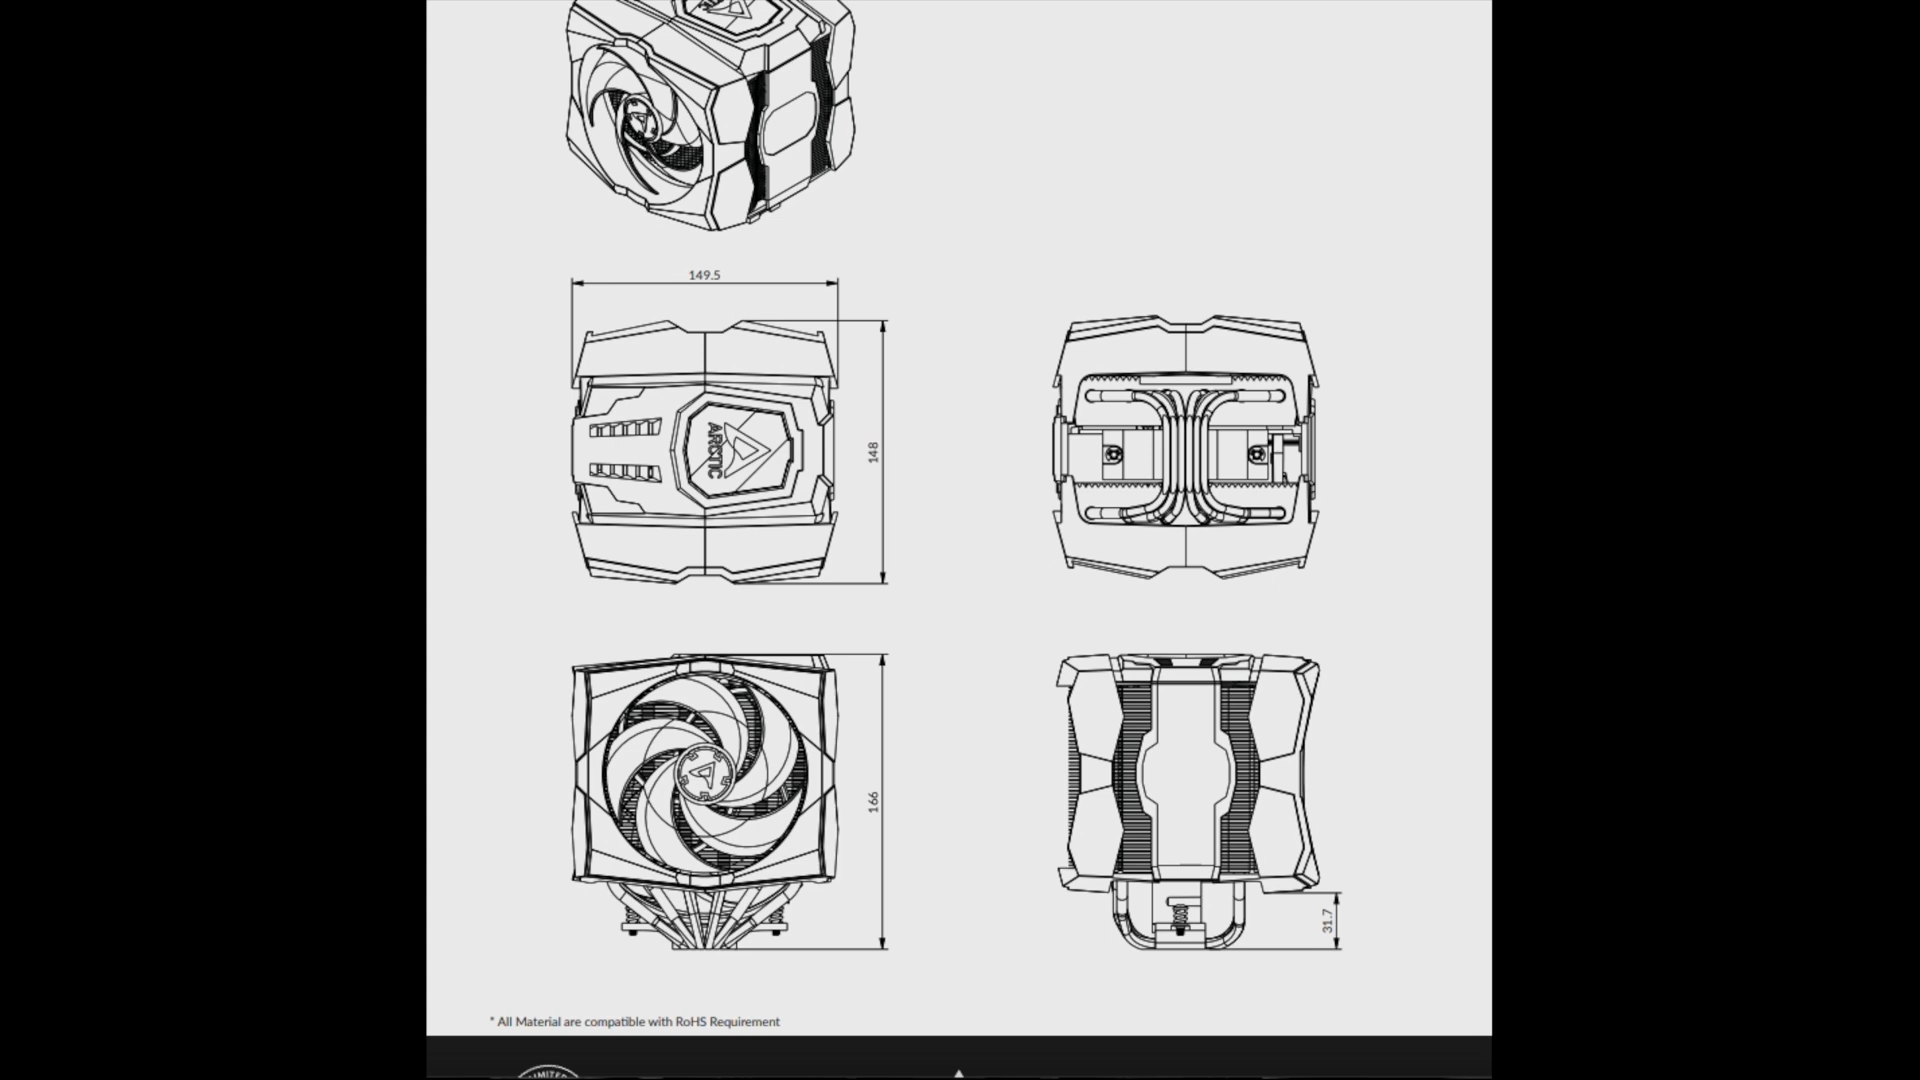 149.5
ARCTIC
148
166
31.7
* All Material are compatible with RoHS Requirement